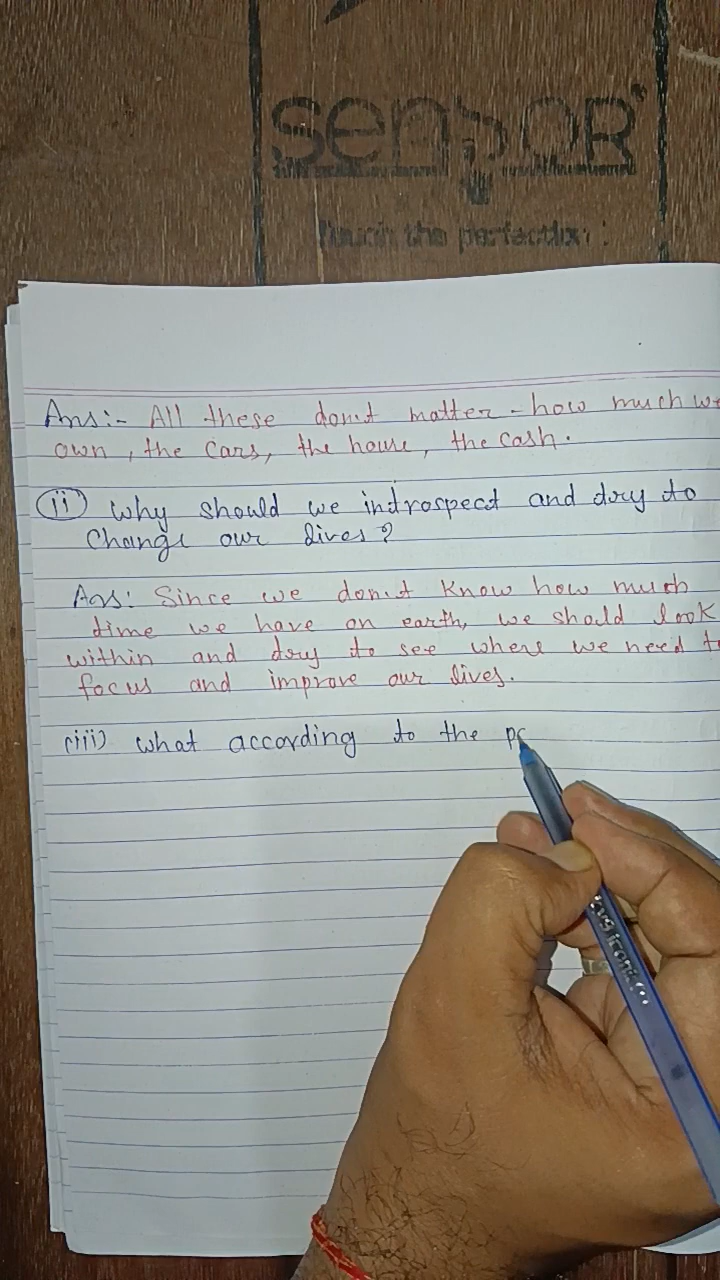 SENSOR
Touch the perfection
Ans:- All these don't matter - how much we
own, the cars, the house, the cash.
(ii) Why should we introspect and try to
change our lives?
Ans: Since we don't know how much
time we have on earth, we should look
within and try to see where we need to
focus and improve our lives.
(iii) what according to the po